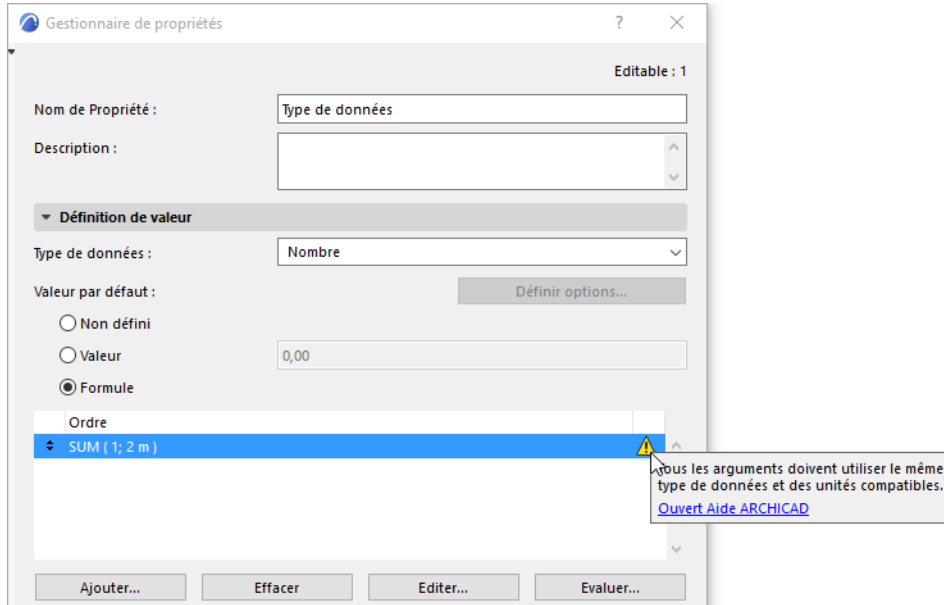 Gestionnaire de propriétés
?
Editable : 1
Nom de Propriété :
Type de données
Description :
Définition de valeur
Type de données :
Nombre
Valeur par défaut :
Définir options...
Non défini
Valeur
0,00
Formule
Ordre
SUM ( 1; 2 m )
Tous les arguments doivent utiliser le même
type de données et des unités compatibles.
Ouvert Aide ARCHICAD
Ajouter...
Effacer
Editer...
Evaluer...